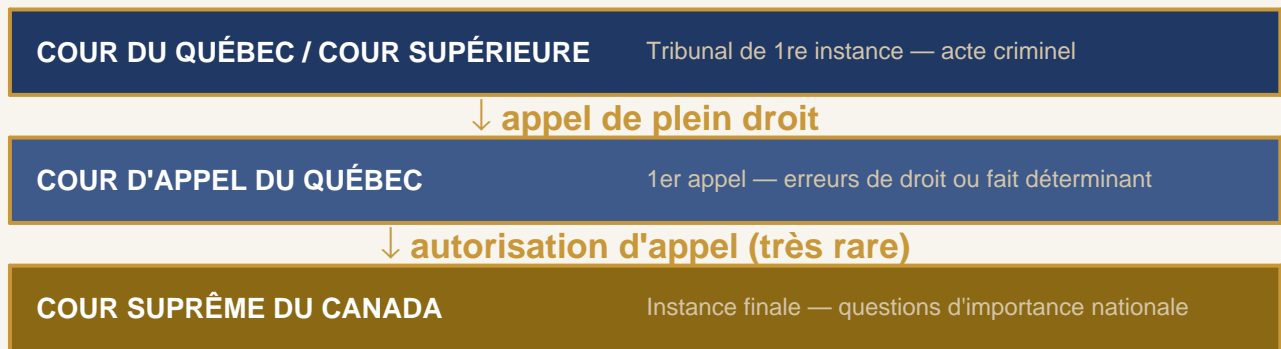 COUR DU QUÉBEC / COUR SUPÉRIEURE Tribunal de 1re instance — acte criminel
↓ appel de plein droit
COUR D'APPEL DU QUÉBEC 1er appel — erreurs de droit ou fait déterminant
↓ autorisation d'appel (très rare)
COUR SUPRÊME DU CANADA Instance finale — questions d'importance nationale